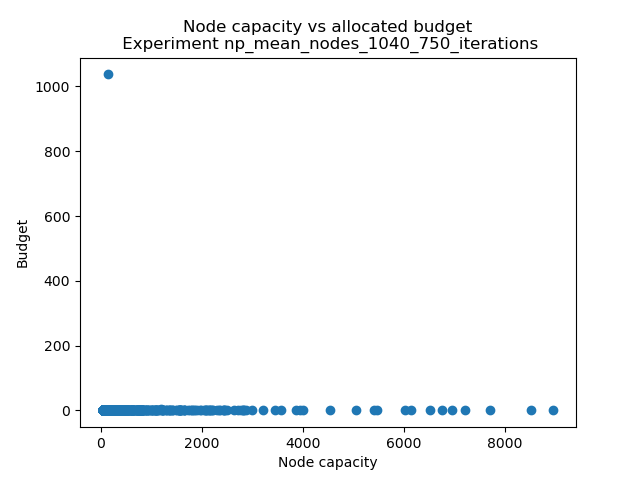 Node capacity vs allocated budget
Experiment np_mean_nodes_1040_750_iterations
1000
800
600
400
200
0
Budget
0 2000 4000 6000 8000
Node capacity